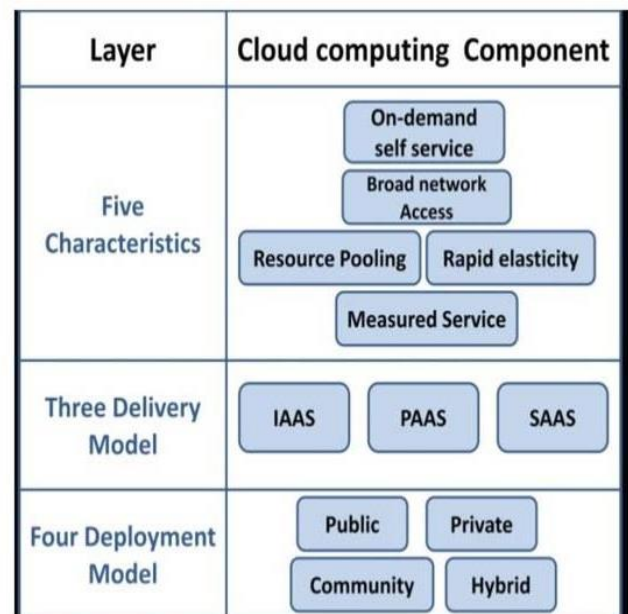 Layer
Cloud computing Component
Five
Characteristics
On-demand
self service
Broad network
Access
Resource Pooling
Rapid elasticity
Measured Service
Three Delivery
Model
IAAS
PAAS
SAAS
Four Deployment
Model
Public
Private
Community
Hybrid